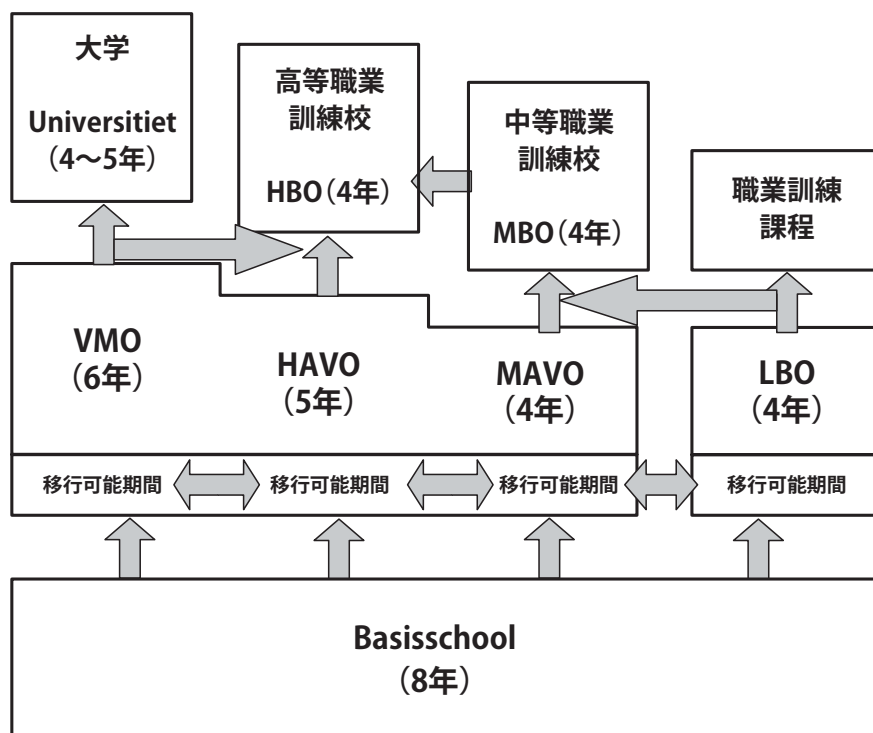 大学
Universitiet
（4～5年）
高等職業
訓練校
HBO（4年）
中等職業
訓練校
MBO（4年）
職業訓練
課程
VMO
（6年）
HAVO
（5年）
MAVO
（4年）
LBO
（4年）
移行可能期間
移行可能期間
移行可能期間
移行可能期間
Basisschool
（8年）